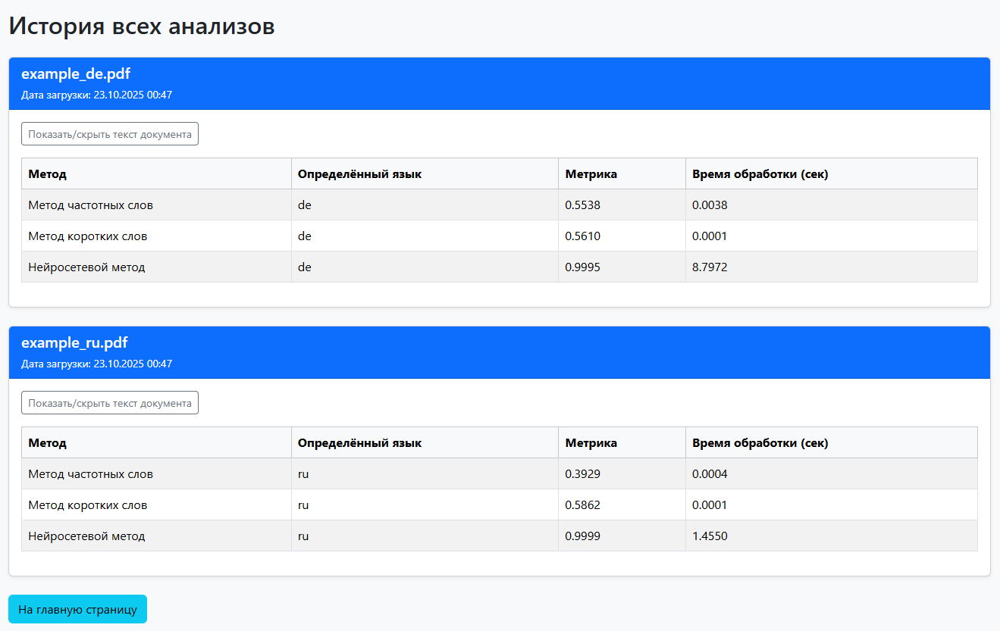 История всех анализов
example_de.pdf
Дата загрузки: 23.10.2025 00:47
Показать/скрыть текст документа
Метод Определённый язык Метрика Время обработки (сек)
Метод частотных слов de 0.5538 0.0038
Метод коротких слов de 0.5610 0.0001
Нейросетевой метод de 0.9995 8.7972
example_ru.pdf
Дата загрузки: 23.10.2025 00:47
Показать/скрыть текст документа
Метод Определённый язык Метрика Время обработки (сек)
Метод частотных слов ru 0.3929 0.0004
Метод коротких слов ru 0.5862 0.0001
Нейросетевой метод ru 0.9999 1.4550
На главную страницу